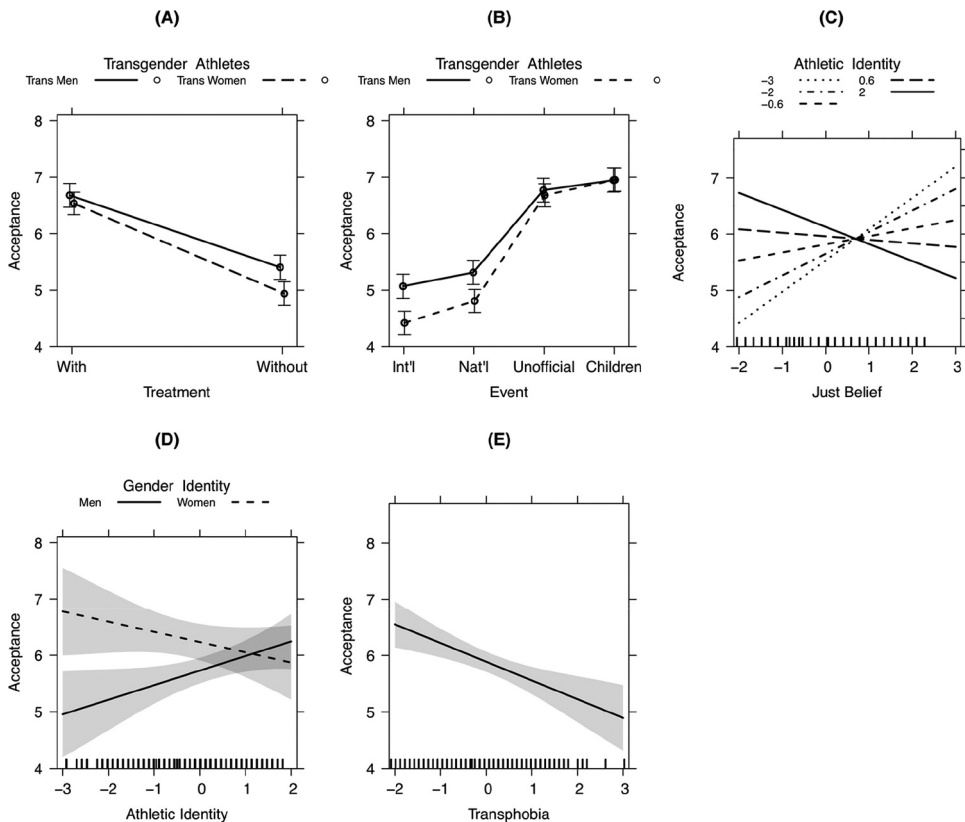 (A)
Transgender Athletes
Trans Men Trans Women
8
7
6
5
4
Acceptance
With Without
Treatment
(B)
Transgender Athletes
Trans Men Trans Women
8
7
6
5
4
Acceptance
Int'l Nat'l Unofficial Children
Event
(C)
Athletic Identity
−3 0.6
−2 2
−0.6
7
6
5
4
Acceptance
−2 −1 0 1 2 3
Just Belief
(D)
Gender Identity
Men Women
8
7
6
5
4
Acceptance
−3 −2 −1 0 1 2
Athletic Identity
(E)
8
7
6
5
4
Acceptance
−2 −1 0 1 2 3
Transphobia